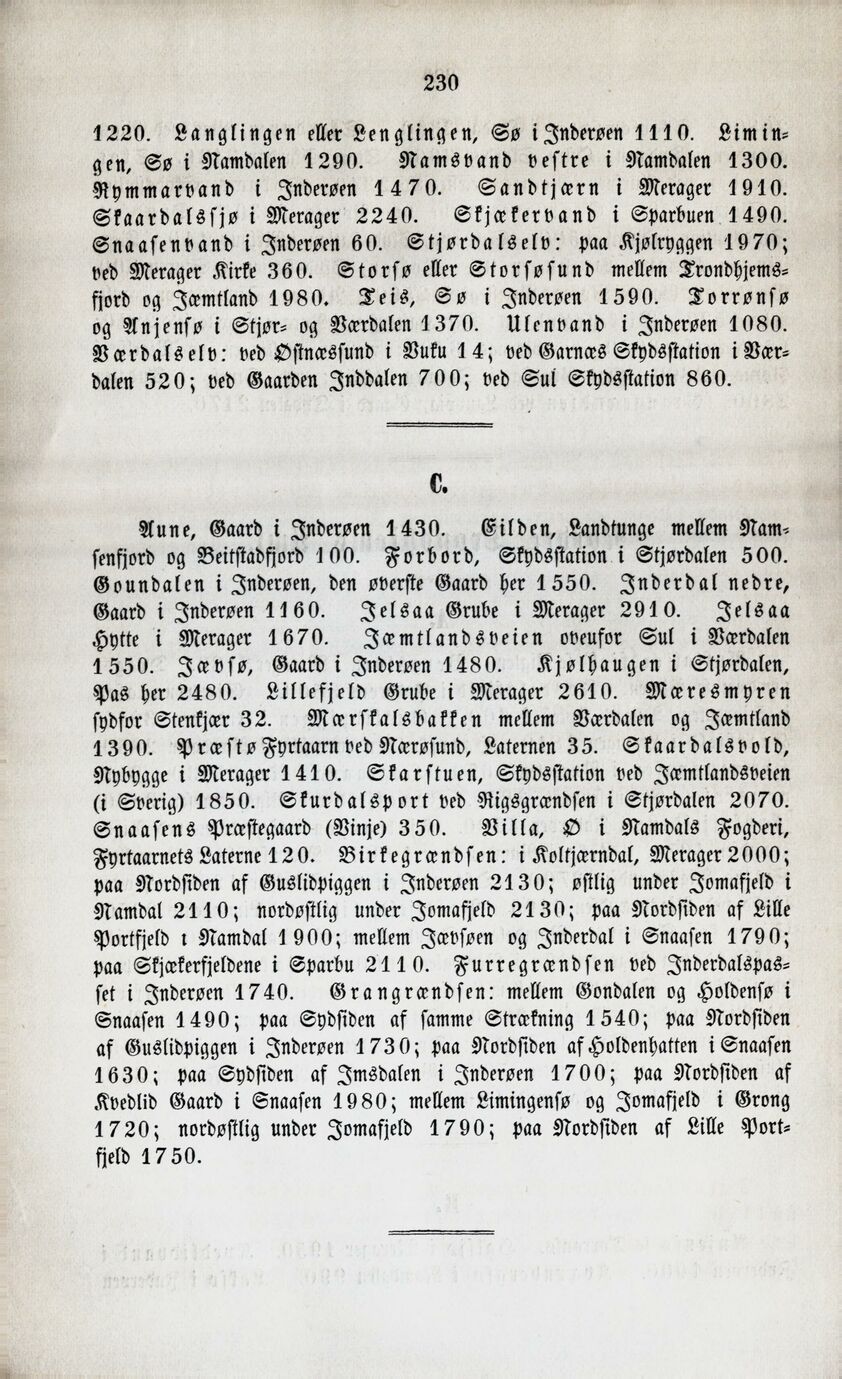 230
1220. Langlingen eller Lenglingen, Sø i Inderøen 1110. Limin-
gen, Sø i Namdalen 1290. Namsvand vestre i Namdalen 1300.
Rymmarvand i Inderøen 1470. Sandtjærn i Merager 1910.
Skaardalssjø i Merager 2240. Skjækervand i Sparbuen 1490.
Snaasenvand i Inderøen 60. Stjørdalselv: paa Kjølryggen 1970;
ved Merager Kirke 360. Storsø eller Storsøsund mellem Trondhjems-
fjord og Jæmtland 1980. Teis, Sø i Inderøen 1590. Torrønsø
og Anjensø i Stjør- og Værdalen 1370. Ulenvand i Inderøen 1080.
Værdalselv: ved Østnæssund i Vuku 14; ved Garnæs Skydsstation i Vær-
dalen 520; ved Gaarden Inddalen 700; ved Sul Skydsstation 860.
C.
Aune, Gaard i Inderøen 1430. Eilden, Landtunge mellem Nam-
senfjord og Beitstadfjord 100. Forbord, Skydsstation i Stjørdalen 500.
Goundalen i Inderøen, den øverste Gaard her 1550. Inderdal nedre,
Gaard i Inderøen 1160. Jelsaa Grube i Merager 2910. Jelsaa
Hytte i Merager 1670. Jæmtlandsveien ovenfor Sul i Værdalen
1550. Jævsø, Gaard i Inderøen 1480. Kjølhaugen i Stjørdalen,
Pas her 2480. Lillefjeld Grube i Merager 2610. Mæresmyren
sydfor Stenkjær 32. Mærskalsbakken mellem Værdalen og Jæmtland
1390. Præstø Fyrtaarn ved Nærøsund, Laternen 35. Skaardalsvold,
Nybygge i Merager 1410. Skarstuen, Skydsstation ved Jæmtlandsveien
(i Sverig) 1850. Skurdalsport ved Rigsgrændsen i Stjørdalen 2070.
Snaasens Præstegaard (Vinje) 350. Villa, Ø i Namdals Fogderi,
Fyrtaarnets Laterne 120. Birkegrændsen: i Koltjærndal, Merager 2000;
paa Nordsiden af Guslidpiggen i Inderøen 2130; østlig under Jomafjeld i
Namdal 2110; nordøstlig under Jomafjeld 2130; paa Nordsiden af Lille
Portfjeld i Namdal 1900; mellem Jævsøen og Inderdal i Snaasen 1790;
paa Skjækerfjeldene i Sparbu 2110. Furregrændsen ved Inderdalspas-
set i Inderøen 1740. Grangrændsen: mellem Gondalen og Holdensø i
Snaasen 1490; paa Sydsiden af samme Strækning 1540; paa Nordsiden
af Guslidpiggen i Inderøen 1730; paa Nordsiden af Holdenhatten i Snaasen
1630; paa Sydsiden af Imsdalen i Inderøen 1700; paa Nordsiden af
Kvedlid Gaard i Snaasen 1980; mellem Limingensø og Jomafjeld i Grong
1720; nordøstlig under Jomafjeld 1790; paa Nordsiden af Lille Port-
fjeld 1750.